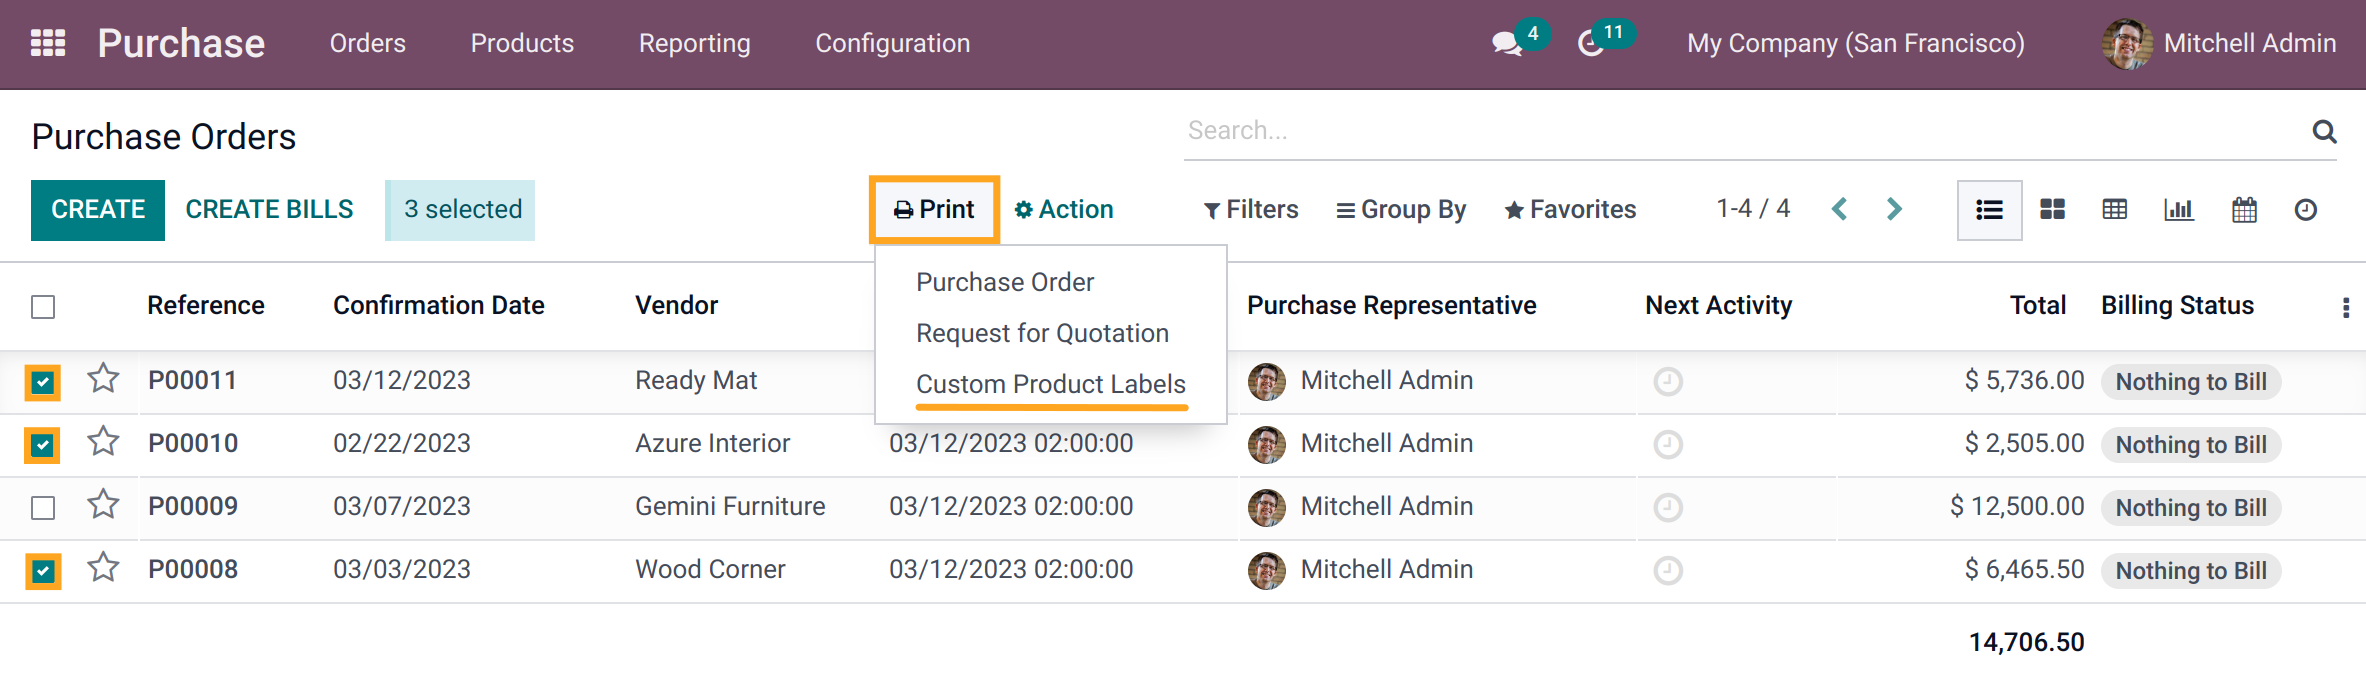 Purchase Orders Products Reporting Configuration 4 11 My Company (San Francisco) Mitchell Admin
Purchase Orders Search...
CREATE CREATE BILLS 3 selected Print Action Filters Group By Favorites 1-4 / 4
Purchase Order
Request for Quotation
Custom Product Labels
Reference Confirmation Date Vendor Purchase Representative Next Activity Total Billing Status
P00011 03/12/2023 Ready Mat Mitchell Admin $ 5,736.00 Nothing to Bill
P00010 02/22/2023 Azure Interior 03/12/2023 02:00:00 Mitchell Admin $ 2,505.00 Nothing to Bill
P00009 03/07/2023 Gemini Furniture 03/12/2023 02:00:00 Mitchell Admin $ 12,500.00 Nothing to Bill
P00008 03/03/2023 Wood Corner 03/12/2023 02:00:00 Mitchell Admin $ 6,465.50 Nothing to Bill
14,706.50